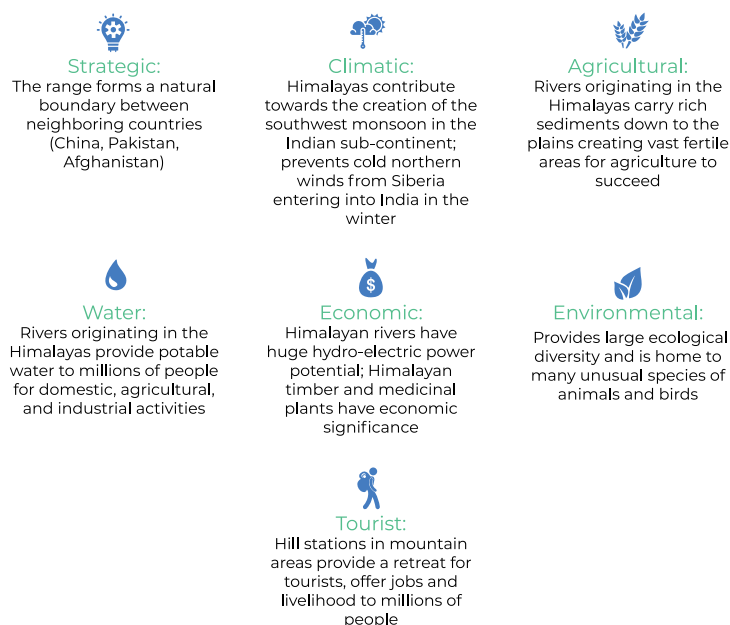 Strategic:
The range forms a natural
boundary between
neighboring countries
(China, Pakistan,
Afghanistan)
Climatic:
Himalayas contribute
towards the creation of the
southwest monsoon in the
Indian sub-continent;
prevents cold northern
winds from Siberia
entering into India in the
winter
Agricultural:
Rivers originating in the
Himalayas carry rich
sediments down to the
plains creating vast fertile
areas for agriculture to
succeed
Water:
Rivers originating in the
Himalayas provide potable
water to millions of people
for domestic, agricultural,
and industrial activities
$
Economic:
Himalayan rivers have
huge hydro-electric power
potential; Himalayan
timber and medicinal
plants have economic
significance
Environmental:
Provides large ecological
diversity and is home to
many unusual species of
animals and birds
Tourist:
Hill stations in mountain
areas provide a retreat for
tourists, offer jobs and
livelihood to millions of
people